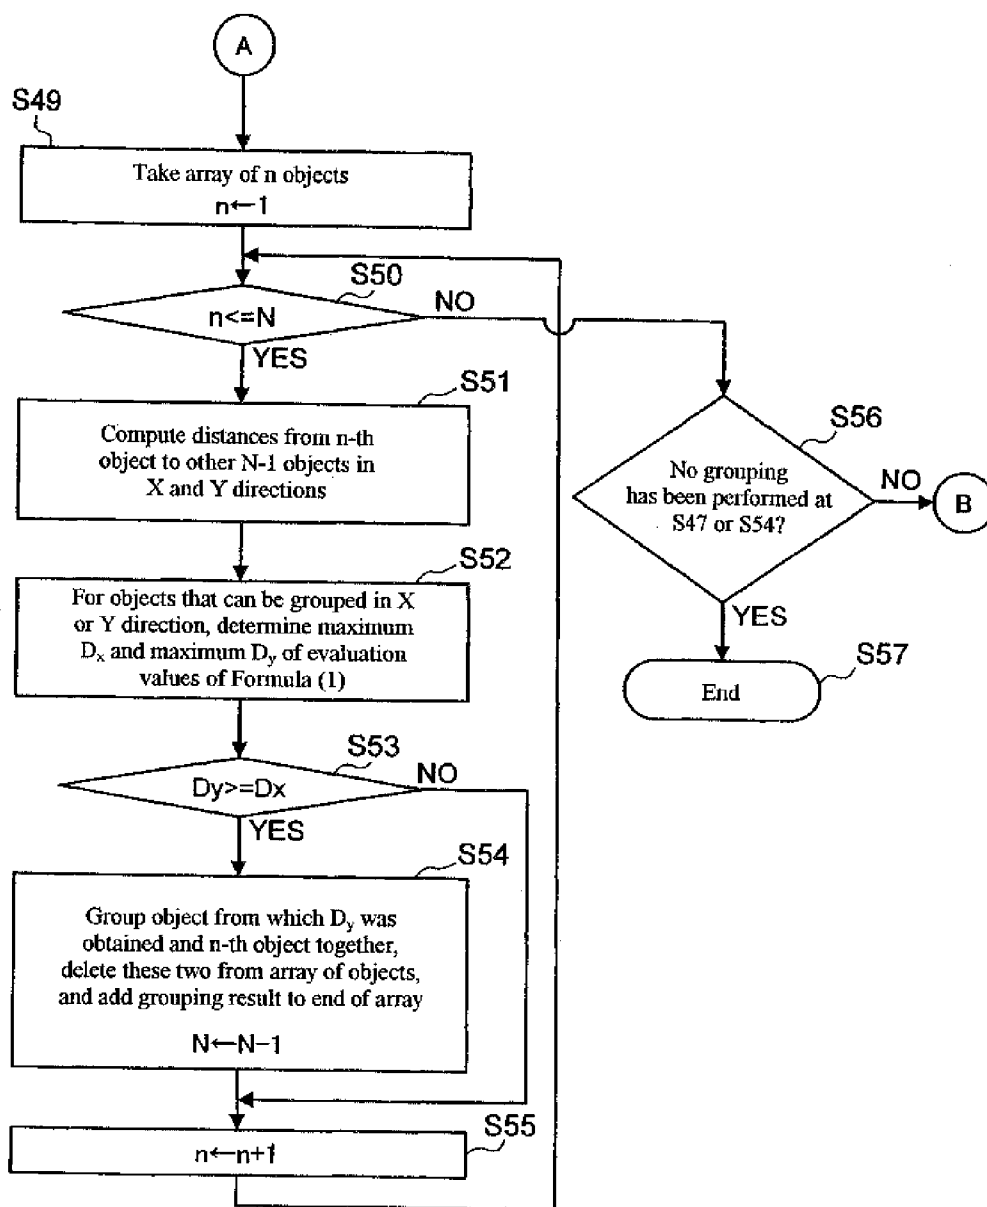 A
S49
Take array of n objects
n←1
S50
n<=N
NO
YES
S51
Compute distances from n-th
object to other N-1 objects in
X and Y directions
S56
No grouping
has been performed at
S47 or S54?
NO
B
YES
S57
End
S52
For objects that can be grouped in X
or Y direction, determine maximum
Dx and maximum Dy of evaluation
values of Formula (1)
S53
Dy>=Dx
NO
YES
S54
Group object from which Dy was
obtained and n-th object together,
delete these two from array of objects,
and add grouping result to end of array
N←N−1
S55
n←n+1